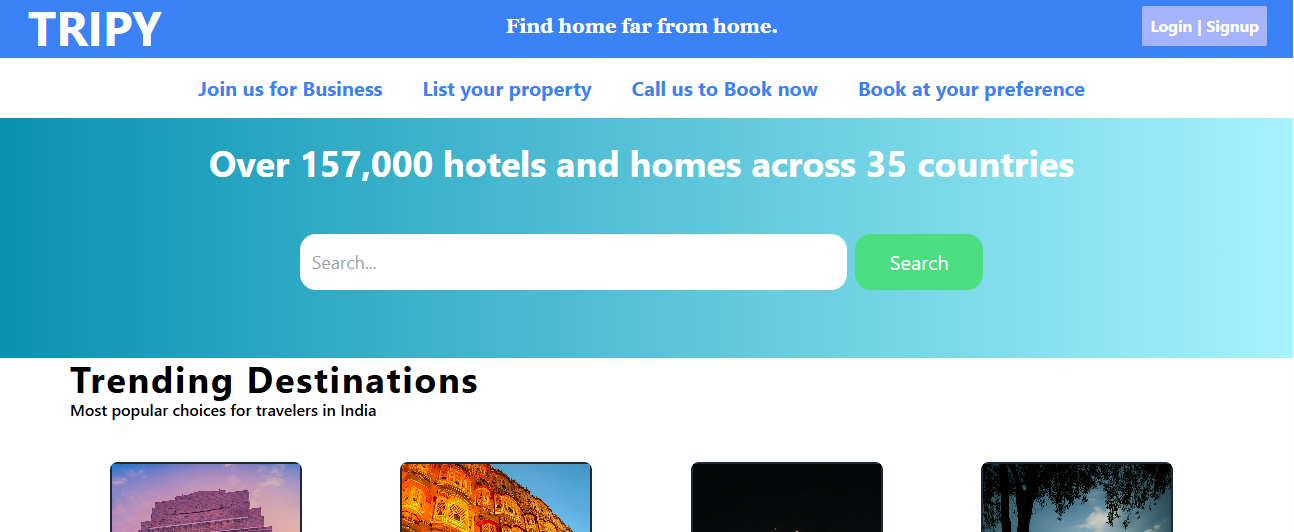 TRIPY
Find home far from home.
Login | Signup
Join us for Business
List your property
Call us to Book now
Book at your preference
Over 157,000 hotels and homes across 35 countries
Search...
Search
Trending Destinations
Most popular choices for travelers in India